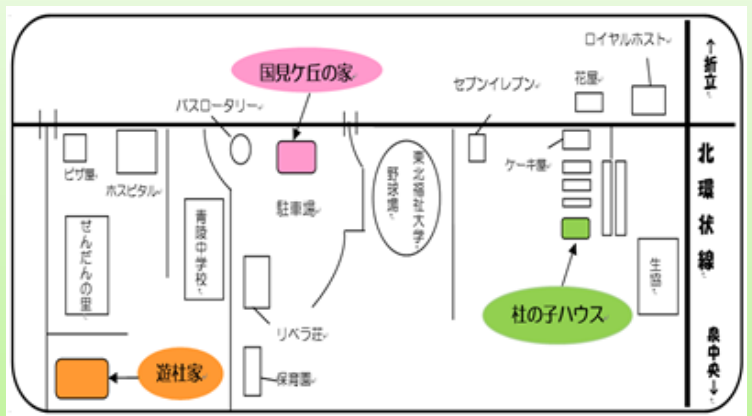 ロイヤルホスト
↑折立
国見ケ丘の家
セブンイレブン
花屋
バスロータリー
北環状線
ピザ屋
ホスピタル
ケーキ屋
東北福祉大学
野球場
駐車場
青陵中学校
せんだんの里
生協
杜の子ハウス
リベラ荘
泉中央↓
遊杜家
保育園